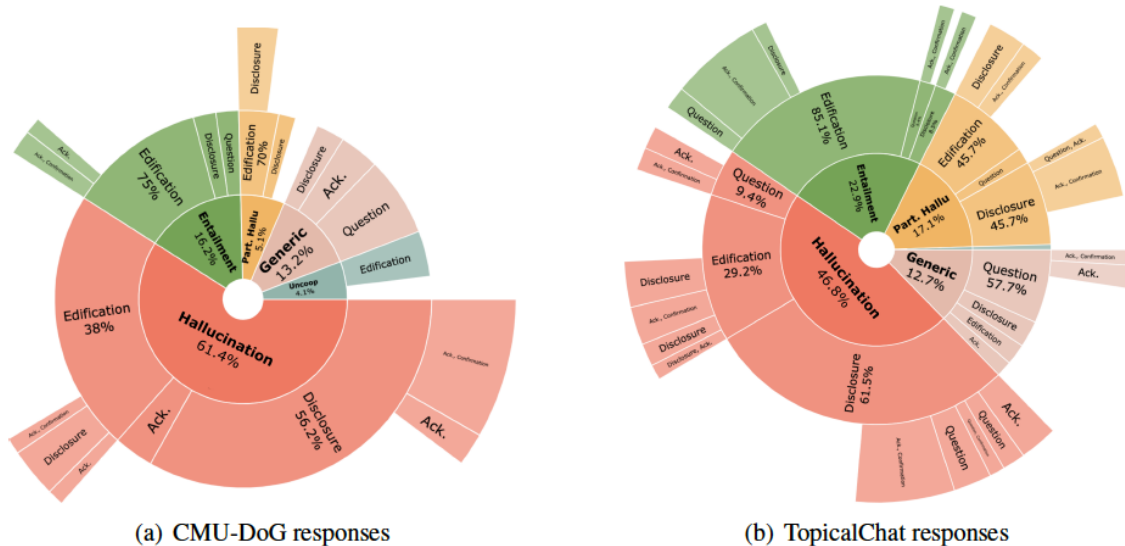 Disclosure
Ack.
Ack., Confirmation
Edification
75%
Disclosure
Question
Edification
70%
Disclosure
Disclosure
Ack.
Question
Edification
Entailment
16.2%
Part. Hallu
5.1%
Generic
13.2%
Uncoop
4.1%
Hallucination
61.4%
Edification
38%
Ack.
Disclosure
56.2%
Ack., Confirmation
Ack.
Ack., Confirmation
Disclosure
Ack.
(a) CMU-DoG responses
Question
Ack., Confirmation
Disclosure
Ack., Confirmation
Ack., Confirmation
Disclosure
Ack., Confirmation
Edification
85.1%
Disclosure
Edification
45.7%
Question
Disclosure
45.7%
Question, Ack.
Ack., Confirmation
Ack.
Ack., Confirmation
Question
9.4%
Entailment
22.9%
Part. Hallu
17.1%
Generic
12.7%
Hallucination
46.8%
Edification
29.2%
Disclosure
Ack., Confirmation
Disclosure
Disclosure, Ack.
Question
57.7%
Disclosure
Edification
Ack.
Ack., Confirmation
Ack.
Disclosure
61.5%
Ack., Confirmation
Question
Question
Ack.
(b) TopicalChat responses